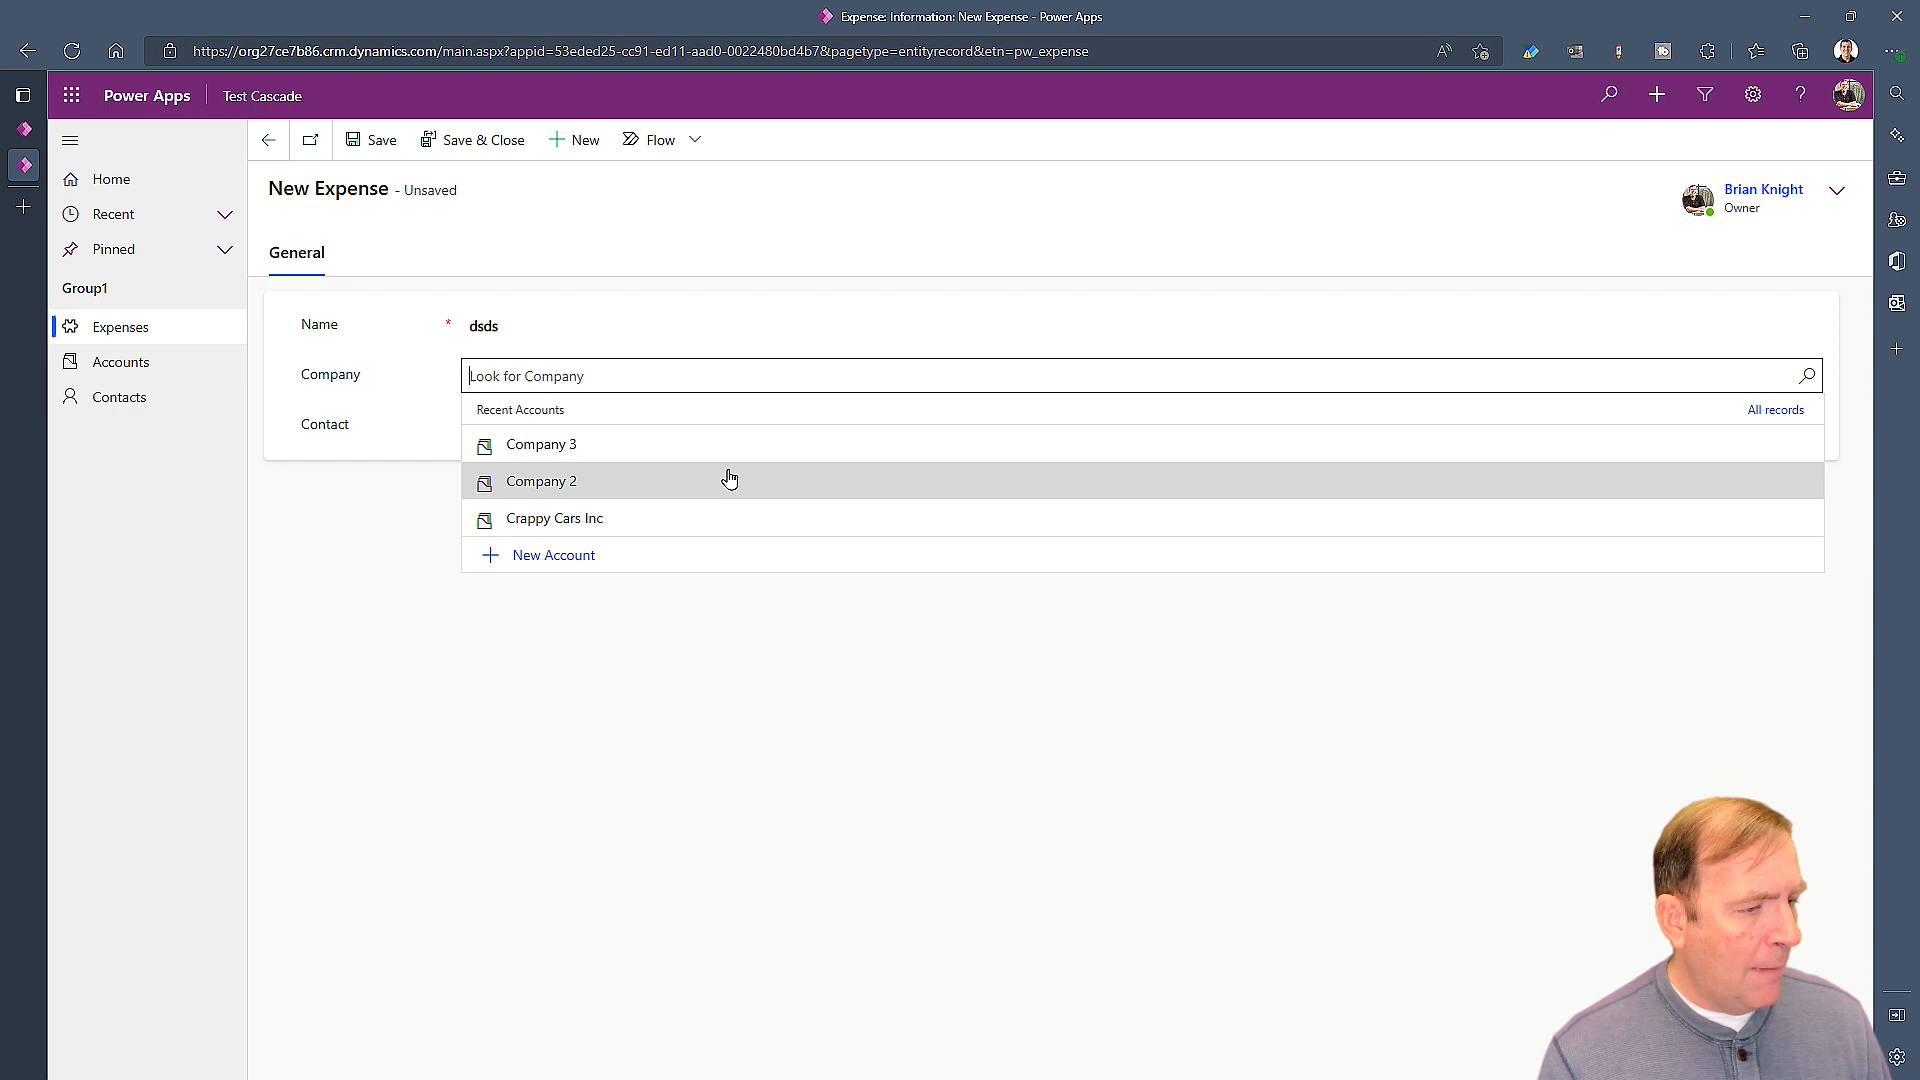 Expense: Information: New Expense - Power Apps
https://org27ce7b86.crm.dynamics.com/main.aspx?appid=53eded25-cc91-ed11-aad0-0022480bd4b7&pagetype=entityrecord&etn=pw_expense
Power Apps
Test Cascade
Save
Save & Close
New
Flow
Home
Recent
Pinned
Group1
Expenses
Accounts
Contacts
New Expense - Unsaved
Brian Knight
Owner
General
Name * dsds
Company
Look for Company
Recent Accounts
All records
Contact
Company 3
Company 2
Crappy Cars Inc
New Account